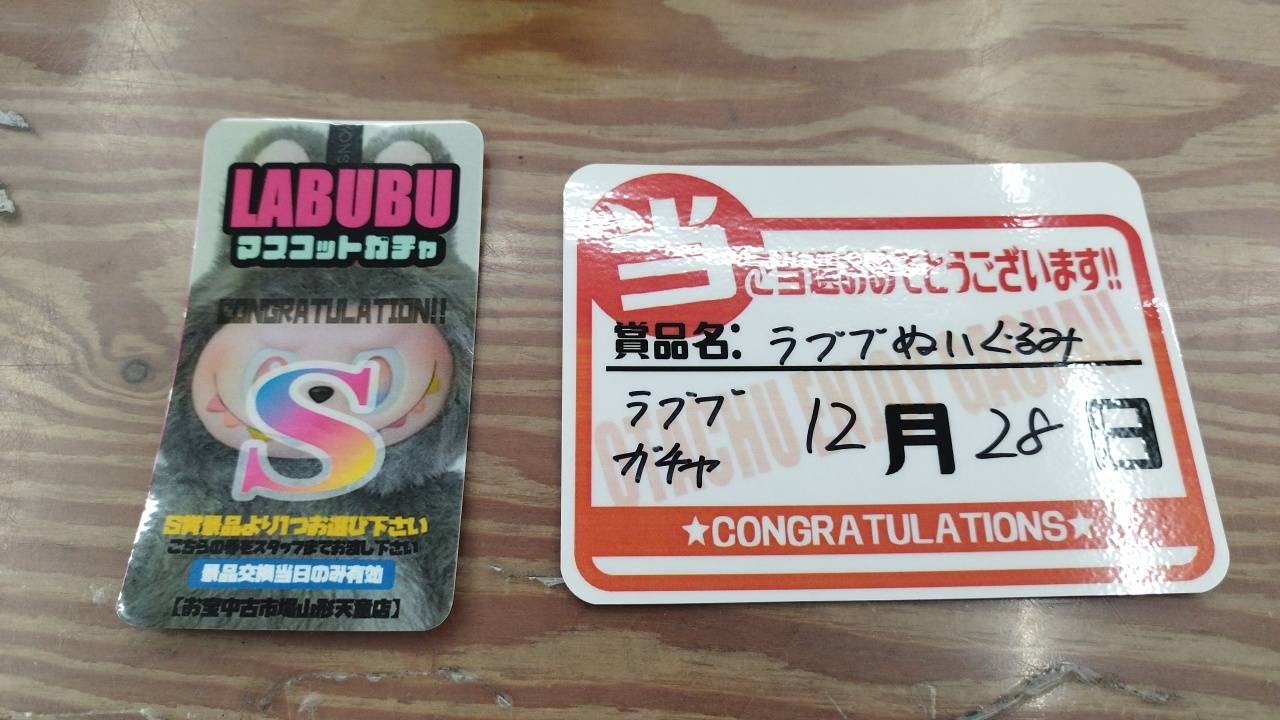 LABUBU
マスコットガチャ
CONGRATULATION!!
S
S賞景品より1つお選び下さい
こちらの券をスタッフまでお渡し下さい
景品交換当日のみ有効
【お宝中古市場山形天童店】
当
ご当選おめでとうございます!!
賞品名: ラブブぬいぐるみ
ラブブ
ガチャ
12月28日
★CONGRATULATIONS★